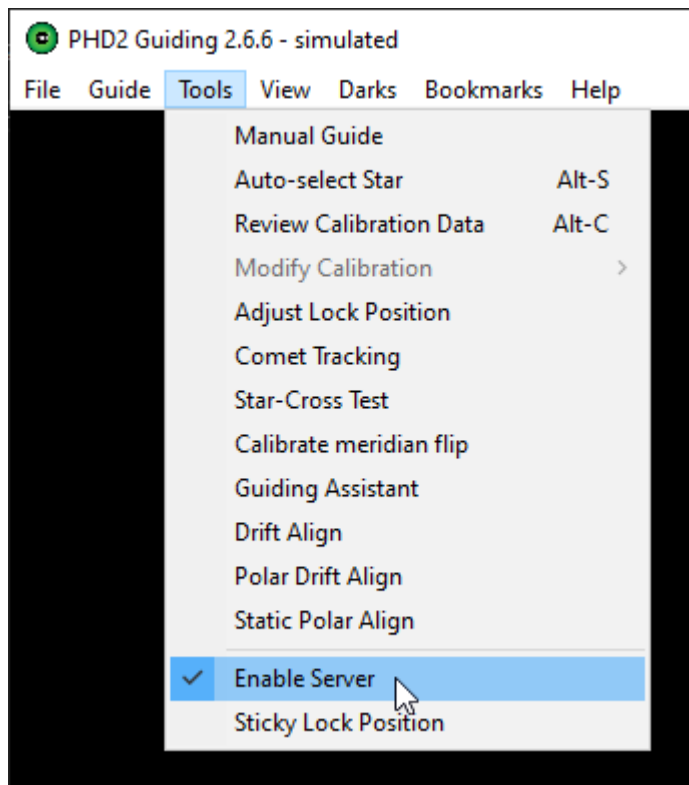 PHD2 Guiding 2.6.6 - simulated
File Guide Tools View Darks Bookmarks Help
Manual Guide
Auto-select Star Alt-S
Review Calibration Data Alt-C
Modify Calibration
Adjust Lock Position
Comet Tracking
Star-Cross Test
Calibrate meridian flip
Guiding Assistant
Drift Align
Polar Drift Align
Static Polar Align
Enable Server
Sticky Lock Position